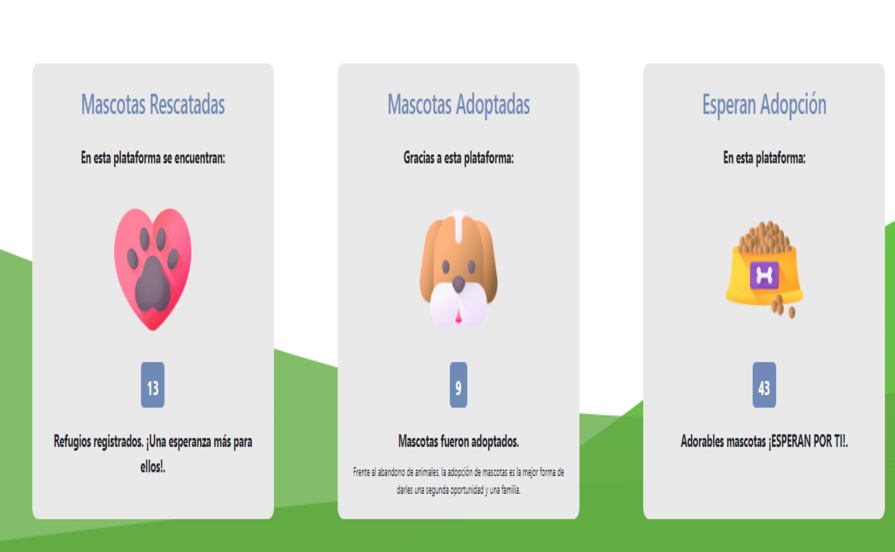 Mascotas Rescatadas
En esta plataforma se encuentran:
13
Refugios registrados. ¡Una esperanza más para
ellos!.
Mascotas Adoptadas
Gracias a esta plataforma:
9
Mascotas fueron adoptados.
Frente al abandono de animales, la adopción de mascotas es la mejor forma de
darles una segunda oportunidad y una familia.
Esperan Adopción
En esta plataforma:
43
Adorables mascotas ¡ESPERAN POR TI!.